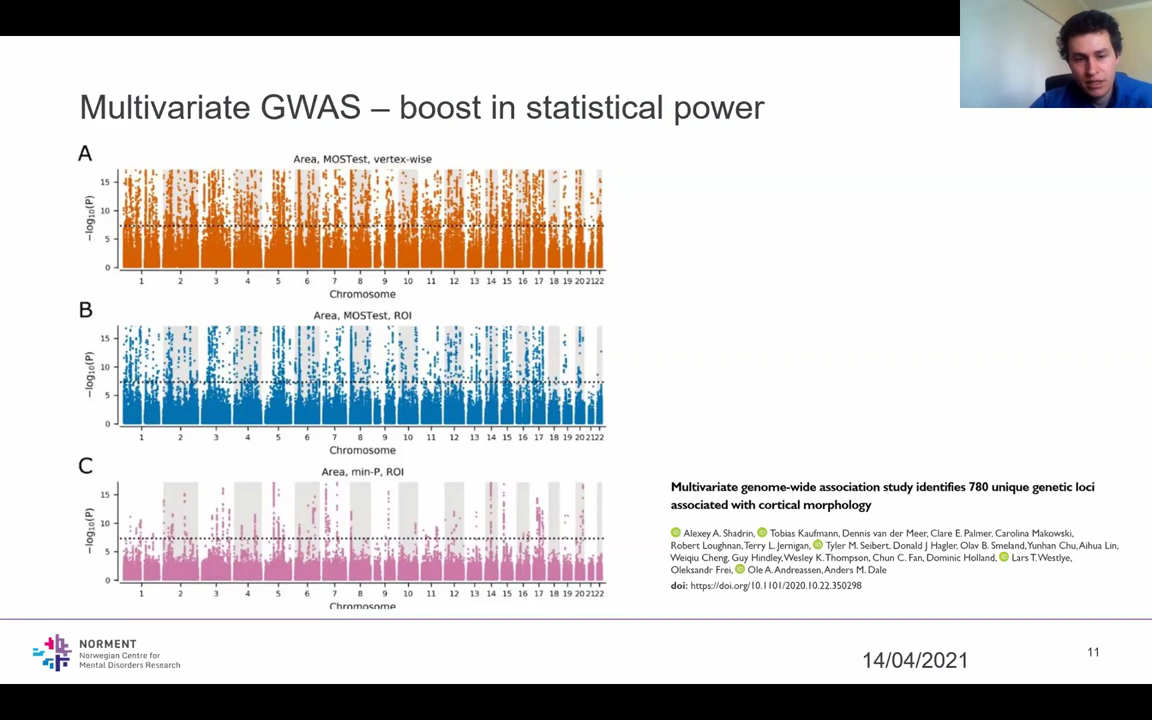 Multivariate GWAS – boost in statistical power
A
Area, MOSTest, vertex-wise
15
10
5
0
−log₁₀(P)
1 2 3 4 5 6 7 8 9 10 11 12 13 14 15 16 17 18 19 20 21 22
Chromosome
B
Area, MOSTest, ROI
15
10
5
0
−log₁₀(P)
1 2 3 4 5 6 7 8 9 10 11 12 13 14 15 16 17 18 19 20 21 22
Chromosome
C
Area, min-P, ROI
15
10
5
0
−log₁₀(P)
1 2 3 4 5 6 7 8 9 10 11 12 13 14 15 16 17 18 19 20 21 22
Chromosome
Multivariate genome-wide association study identifies 780 unique genetic loci
associated with cortical morphology
iD Alexey A. Shadrin, iD Tobias Kaufmann, Dennis van der Meer, Clare E. Palmer, Carolina Makowski,
Robert Loughnan, Terry L. Jernigan, iD Tyler M. Seibert, Donald J Hagler, Olav B. Smeland, Yunhan Chu, Aihua Lin,
Weiqiu Cheng, Guy Hindley, Wesley K. Thompson, Chun C. Fan, Dominic Holland, iD Lars T. Westlye,
Oleksandr Frei, iD Ole A. Andreassen, Anders M. Dale
doi: https://doi.org/10.1101/2020.10.22.350298
NORMENT
Norwegian Centre for
Mental Disorders Research
14/04/2021
11